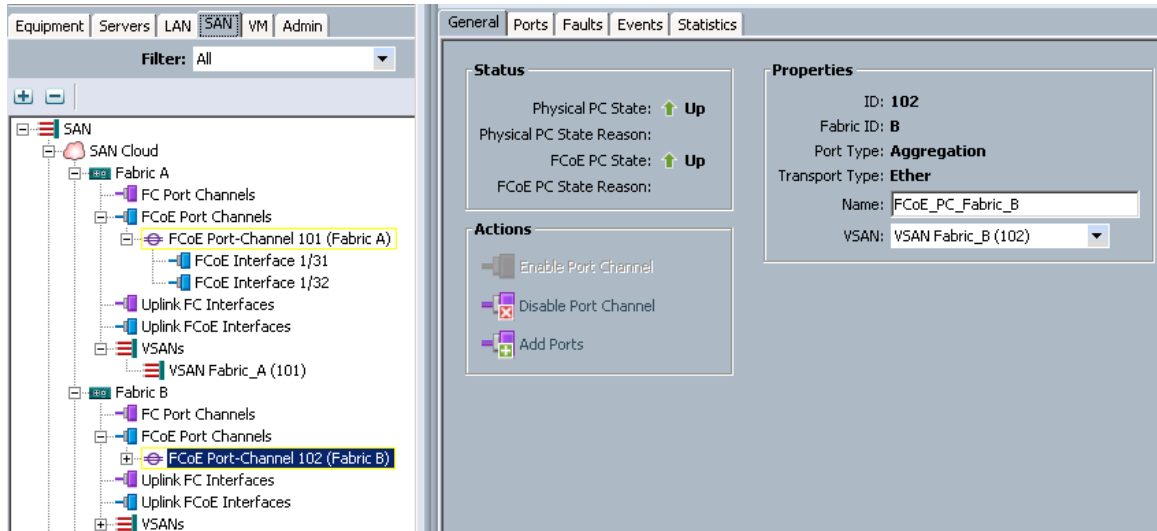 Equipment Servers LAN SAN VM Admin
Filter: All
SAN
SAN Cloud
Fabric A
FC Port Channels
FCoE Port Channels
FCoE Port-Channel 101 (Fabric A)
FCoE Interface 1/31
FCoE Interface 1/32
Uplink FC Interfaces
Uplink FCoE Interfaces
VSANs
VSAN Fabric_A (101)
Fabric B
FC Port Channels
FCoE Port Channels
FCoE Port-Channel 102 (Fabric B)
Uplink FC Interfaces
Uplink FCoE Interfaces
VSANs
General Ports Faults Events Statistics
Status
Physical PC State: Up
Physical PC State Reason:
FCoE PC State: Up
FCoE PC State Reason:
Actions
Enable Port Channel
Disable Port Channel
Add Ports
Properties
ID: 102
Fabric ID: B
Port Type: Aggregation
Transport Type: Ether
Name: FCoE_PC_Fabric_B
VSAN: VSAN Fabric_B (102)